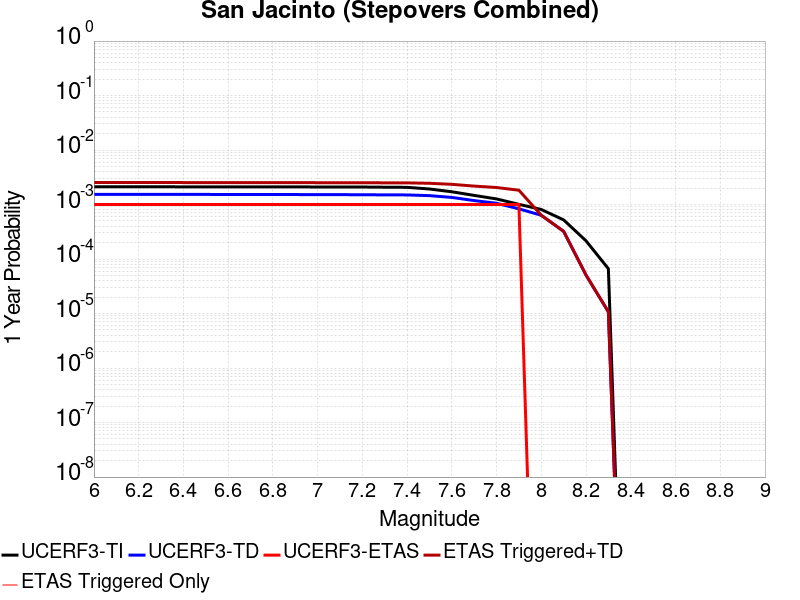 San Jacinto (Stepovers Combined)
1 Year Probability
10^0
10^-1
10^-2
10^-3
10^-4
10^-5
10^-6
10^-7
10^-8
6 6.2 6.4 6.6 6.8 7 7.2 7.4 7.6 7.8 8 8.2 8.4 8.6 8.8 9
Magnitude
UCERF3-TI UCERF3-TD UCERF3-ETAS ETAS Triggered+TD
ETAS Triggered Only